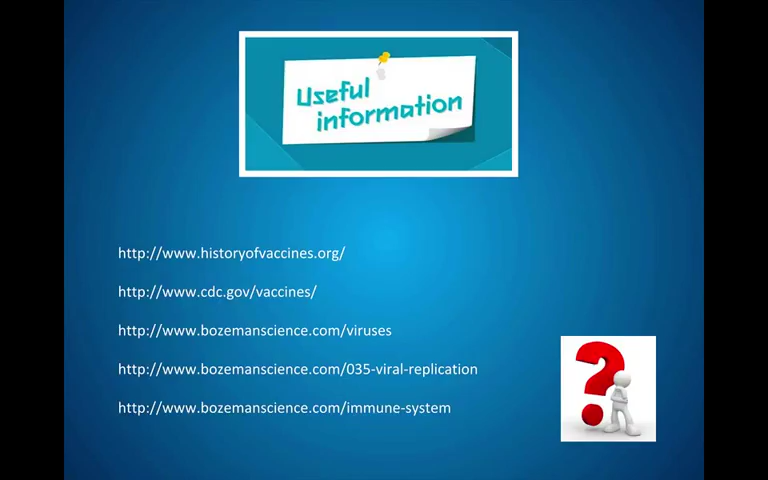 Useful
information
http://www.historyofvaccines.org/
http://www.cdc.gov/vaccines/
http://www.bozemanscience.com/viruses
http://www.bozemanscience.com/035-viral-replication
http://www.bozemanscience.com/immune-system